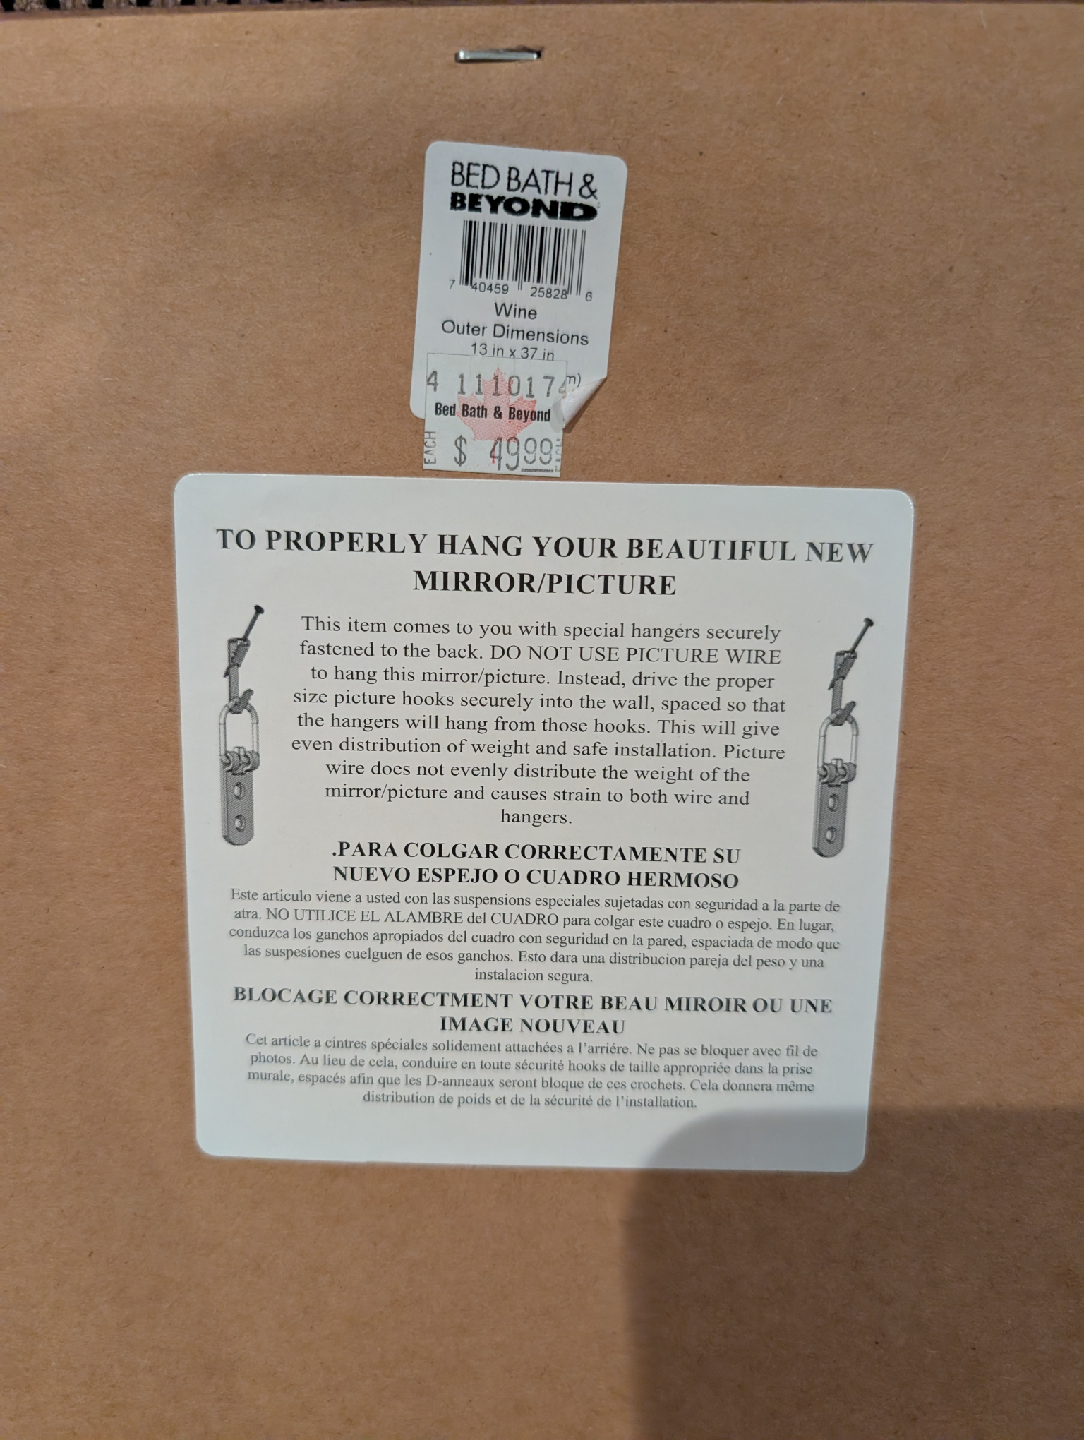 BED BATH &
BEYOND
7 40459 25828 6
Wine
Outer Dimensions
13 in x 37 in
4 1110174
Bed Bath & Beyond
EACH $ 49.99 EACH
TO PROPERLY HANG YOUR BEAUTIFUL NEW
MIRROR/PICTURE
This item comes to you with special hangers securely
fastened to the back. DO NOT USE PICTURE WIRE
to hang this mirror/picture. Instead, drive the proper
size picture hooks securely into the wall, spaced so that
the hangers will hang from those hooks. This will give
even distribution of weight and safe installation. Picture
wire does not evenly distribute the weight of the
mirror/picture and causes strain to both wire and
hangers.
.PARA COLGAR CORRECTAMENTE SU
NUEVO ESPEJO O CUADRO HERMOSO
Este articulo viene a usted con las suspensions especiales sujetadas con seguridad a la parte de
atra. NO UTILICE EL ALAMBRE del CUADRO para colgar este cuadro o espejo. En lugar,
conduzca los ganchos apropiados del cuadro con seguridad en la pared, espaciada de modo que
las suspesiones cuelguen de esos ganchos. Esto dara una distribucion pareja del peso y una
instalacion segura.
BLOCAGE CORRECTMENT VOTRE BEAU MIROIR OU UNE
IMAGE NOUVEAU
Cet article a cintres spéciales solidement attachées a l'arriére. Ne pas se bloquer avec fil de
photos. Au lieu de cela, conduire en toute sécurité hooks de taille appropriée dans la prise
murale, espacés afin que les D-anneaux seront bloque de ces crochets. Cela donnera même
distribution de poids et de la sécurité de l'installation.